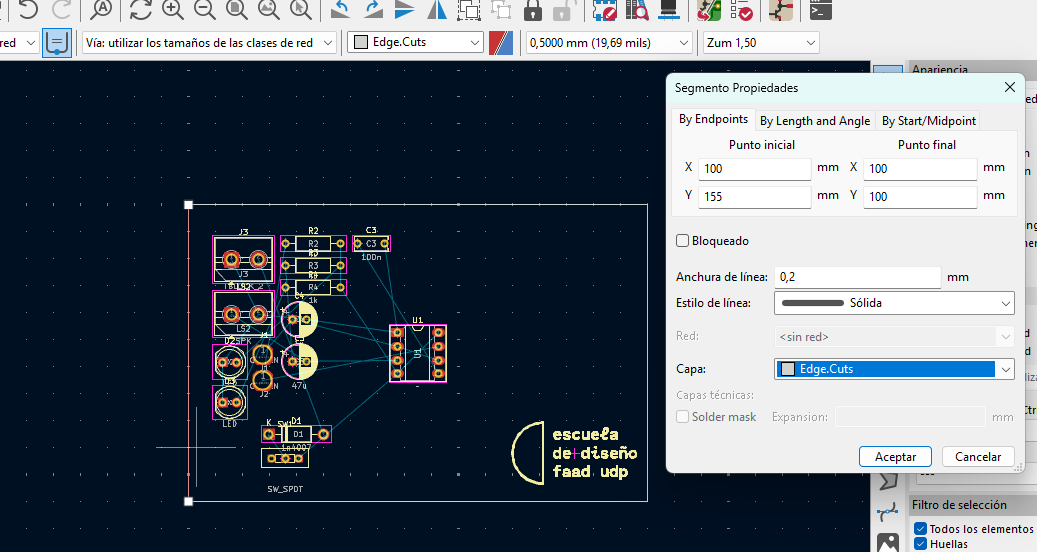 red
Vía: utilizar los tamaños de las clases de red
Edge.Cuts
0,5000 mm (19,69 mils)
Zum 1,50
Apariencia
Segmento Propiedades
By Endpoints
By Length and Angle
By Start/Midpoint
Punto inicial
Punto final
X 100 mm X 100 mm
Y 155 mm Y 100 mm
Bloqueado
Anchura de línea: 0,2 mm
Estilo de línea: Sólida
Red: <sin red>
Capa: Edge.Cuts
Capas técnicas:
Solder mask Expansion: mm
Aceptar
Cancelar
Filtro de selección
Todos los elementos
Huellas
J3
R2
C3
R2
C3
100n
R3
J3
R4
1k
LS2
LS2
U1
U1
J2
47u
LED
K
D1
D1
1n4007
SW_SPDT
escuela
de diseño
faad udp